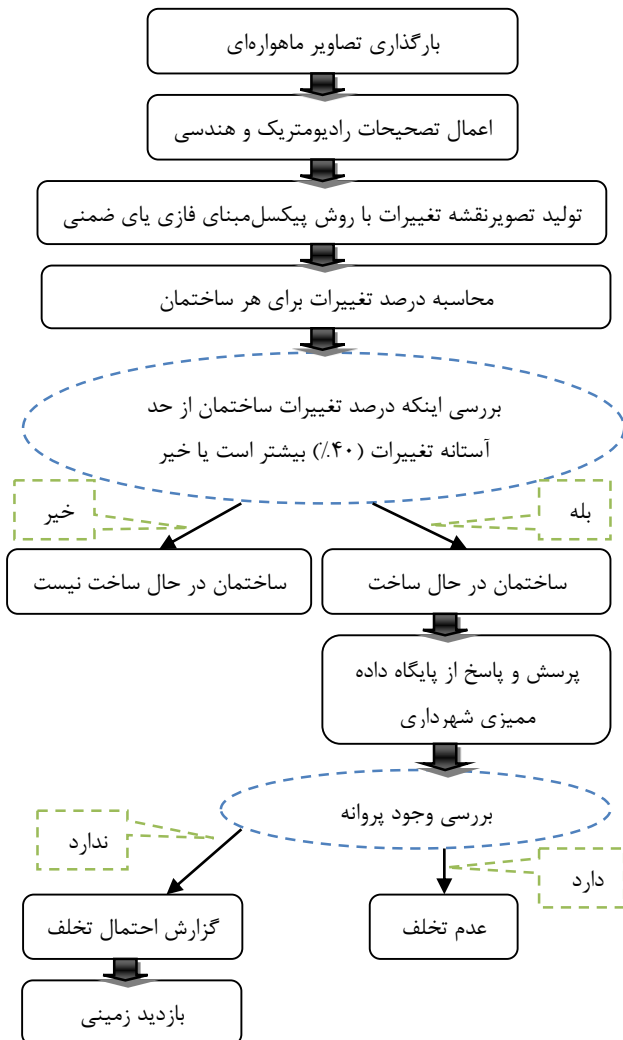 بارگذاری تصاویر ماهواره‌ای
اعمال تصحیحات رادیومتریک و هندسی
تولید تصویرنقشه تغییرات با روش پیکسل‌مبنای فازی یای ضمنی
محاسبه درصد تغییرات برای هر ساختمان
بررسی اینکه درصد تغییرات ساختمان از حد
آستانه تغییرات (۴۰٪) بیشتر است یا خیر
بله
خیر
ساختمان در حال ساخت
ساختمان در حال ساخت نیست
پرسش و پاسخ از پایگاه داده
ممیزی شهرداری
بررسی وجود پروانه
ندارد
دارد
عدم تخلف
گزارش احتمال تخلف
بازدید زمینی